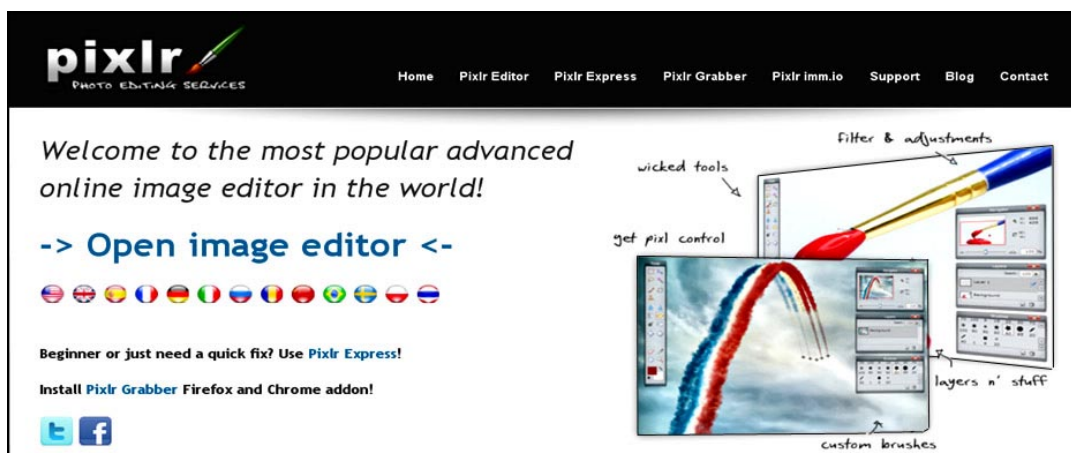 pixlr
PHOTO EDITING SERVICES
Home Pixlr Editor Pixlr Express Pixlr Grabber Pixlr imm.io Support Blog Contact
Welcome to the most popular advanced
online image editor in the world!
-> Open image editor <-
Beginner or just need a quick fix? Use Pixlr Express!
Install Pixlr Grabber Firefox and Chrome addon!
filter & adjustments
wicked tools
get pixl control
layers n' stuff
custom brushes